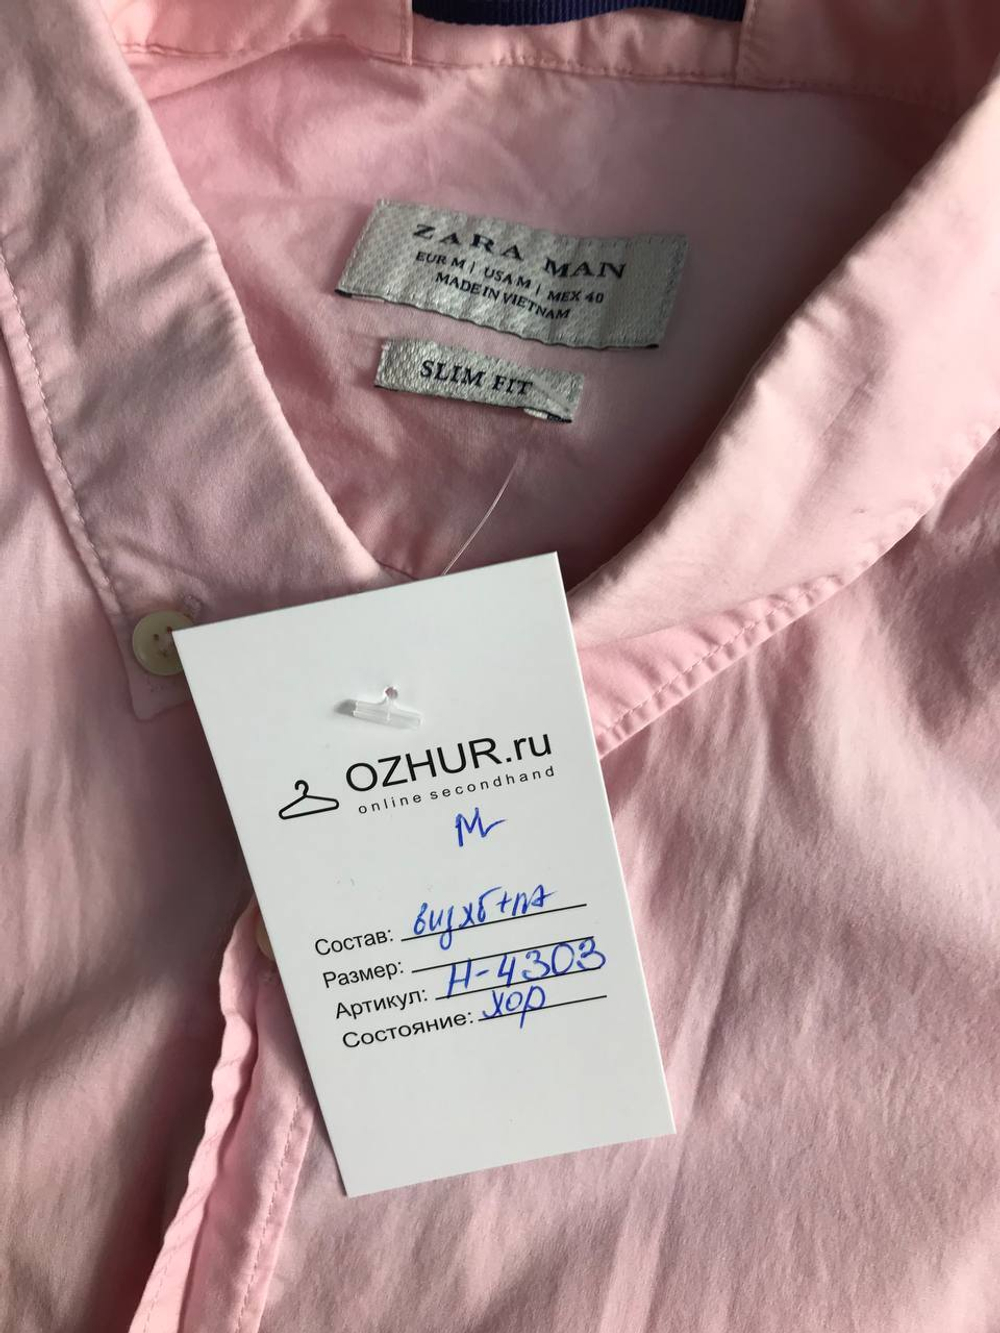 ZARA MAN
EUR M | USA M | MEX 40
MADE IN VIETNAM
SLIM FIT
OZHUR.ru
online secondhand
M
Состав: виз хб+пэ
Размер:
Артикул: Н-4303
Состояние: хор